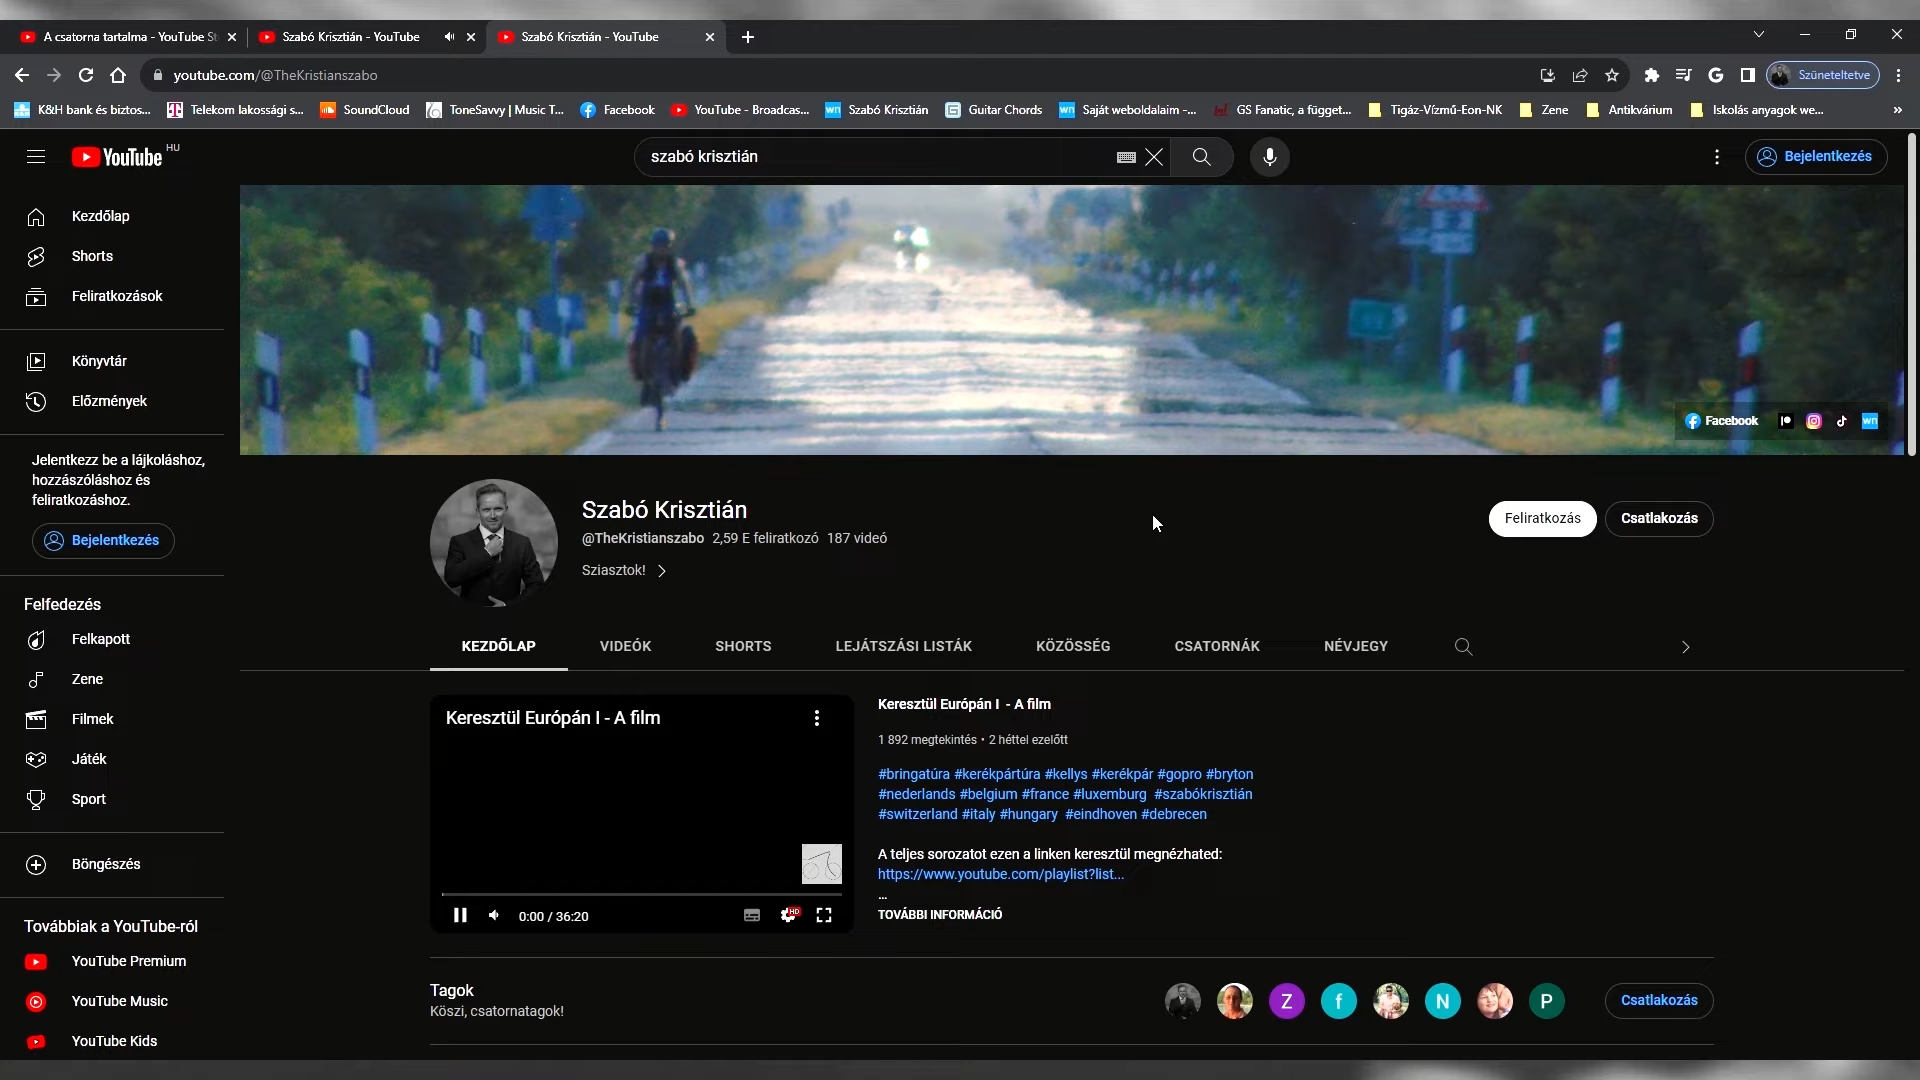 A csatorna tartalma - YouTube St
Szabó Krisztián - YouTube
Szabó Krisztián - YouTube
youtube.com/@TheKristianszabo
Szüneteltetve
K&H bank és biztos...
Telekom lakossági s...
SoundCloud
ToneSavvy | Music T...
Facebook
YouTube - Broadcas...
Szabó Krisztián
Guitar Chords
Saját weboldalaim -...
GS Fanatic, a függet...
Tigáz-Vízmű-Eon-NK
Zene
Antikvárium
Iskolás anyagok we...
YouTube HU
szabó krisztián
Bejelentkezés
Kezdőlap
Shorts
Feliratkozások
Könyvtár
Előzmények
Jelentkezz be a lájkoláshoz,
hozzászóláshoz és
feliratkozáshoz.
Bejelentkezés
Felfedezés
Felkapott
Zene
Filmek
Játék
Sport
Böngészés
Továbbiak a YouTube-ról
YouTube Premium
YouTube Music
YouTube Kids
Facebook
wn
Szabó Krisztián
@TheKristianszabo 2,59 E feliratkozó 187 videó
Sziasztok!
Feliratkozás
Csatlakozás
KEZDŐLAP
VIDEÓK
SHORTS
LEJÁTSZÁSI LISTÁK
KÖZÖSSÉG
CSATORNÁK
NÉVJEGY
Keresztül Európán I - A film
HD
0:00 / 36:20
Keresztül Európán I - A film
1 892 megtekintés • 2 héttel ezelőtt
#bringatúra #kerékpártúra #kellys #kerékpár #gopro #bryton
#nederlands #belgium #france #luxemburg #szabókrisztián
#switzerland #italy #hungary #eindhoven #debrecen
A teljes sorozatot ezen a linken keresztül megnézhated:
https://www.youtube.com/playlist?list...
...
TOVÁBBI INFORMÁCIÓ
Tagok
Köszi, csatornatagok!
Z
f
N
P
Csatlakozás